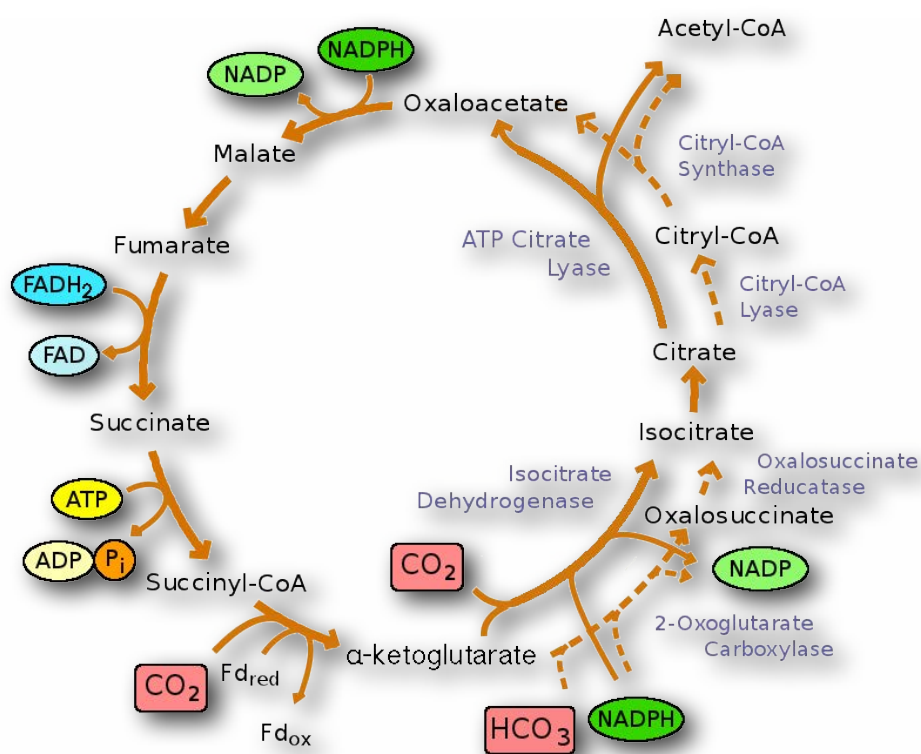 Acetyl-CoA
NADPH
NADP
Oxaloacetate
Malate
Citryl-CoA
Synthase
Fumarate
ATP Citrate
Lyase
Citryl-CoA
FADH2
Citryl-CoA
Lyase
FAD
Citrate
Succinate
Isocitrate
Isocitrate
Dehydrogenase
Oxalosuccinate
Reducatase
ATP
Oxalosuccinate
ADP
Pi
CO2
NADP
Succinyl-CoA
2-Oxoglutarate
Carboxylase
α-ketoglutarate
CO2
Fdred
HCO3
NADPH
Fdox